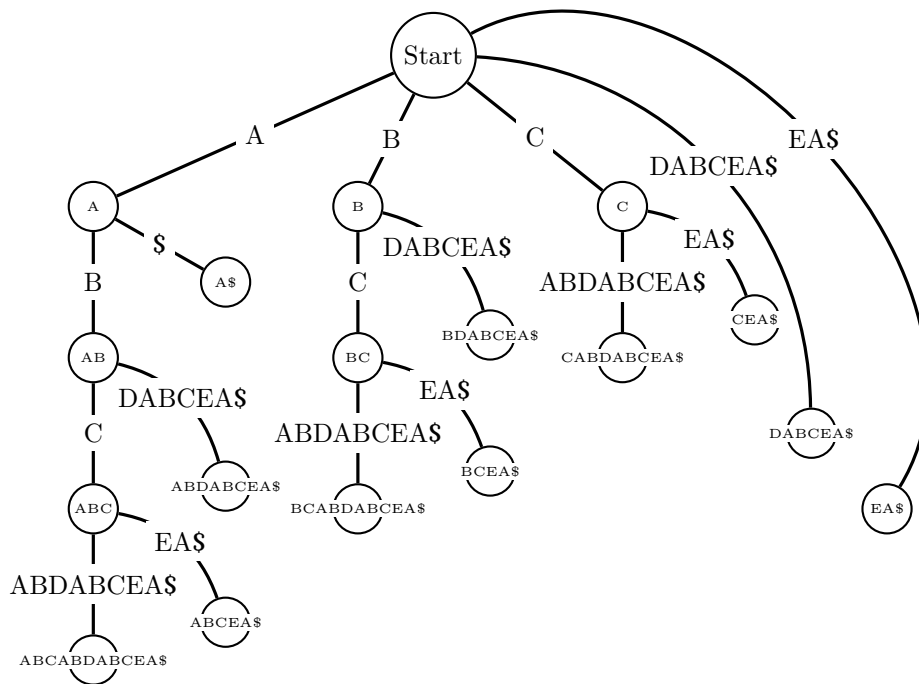 Start
A
B
C
EA$
DABCEA$
A
B
C
$
DABCEA$
EA$
B
A$
C
ABDABCEA$
CEA$
BDABCEA$
AB
BC
CABDABCEA$
DABCEA$
EA$
C
ABDABCEA$
DABCEA$
BCEA$
ABDABCEA$
BCABDABCEA$
ABC
EA$
EA$
ABDABCEA$
ABCEA$
ABCABDABCEA$